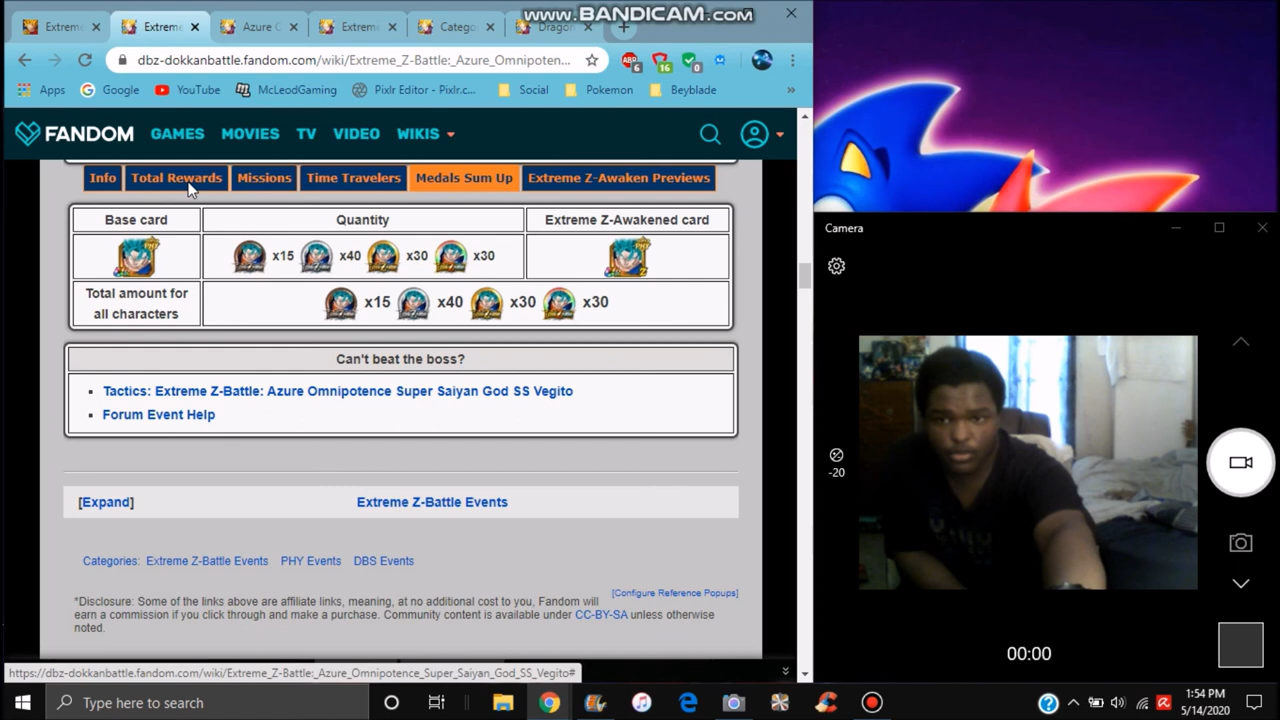 www.BANDICAM.com
Extreme
Extreme
Azure O
Extreme
Catego
Dragon
dbz-dokkanbattle.fandom.com/wiki/Extreme_Z-Battle:_Azure_Omnipoten...
ABP
6
16
0
Apps
Google
YouTube
McLeodGaming
Pixlr Editor - Pixlr.c...
Social
Pokemon
Beyblade
»
FANDOM
GAMES
MOVIES
TV
VIDEO
WIKIS
Info
Total Rewards
Missions
Time Travelers
Medals Sum Up
Extreme Z-Awaken Previews
Base card
Quantity
Extreme Z-Awakened card
PHY
x15
x40
x30
x30
PHY
Z
Total amount for
all characters
x15
x40
x30
x30
Can't beat the boss?
Tactics: Extreme Z-Battle: Azure Omnipotence Super Saiyan God SS Vegito
Forum Event Help
[Expand]
Extreme Z-Battle Events
Categories:
Extreme Z-Battle Events
PHY Events
DBS Events
[Configure Reference Popups]
*Disclosure: Some of the links above are affiliate links, meaning, at no additional cost to you, Fandom will
earn a commission if you click through and make a purchase. Community content is available under CC-BY-SA unless otherwise
noted.
https://dbz-dokkanbattle.fandom.com/wiki/Extreme_Z-Battle:_Azure_Omnipotence_Super_Saiyan_God_SS_Vegito#
Camera
-20
00:00
Type here to search
1:54 PM
5/14/2020